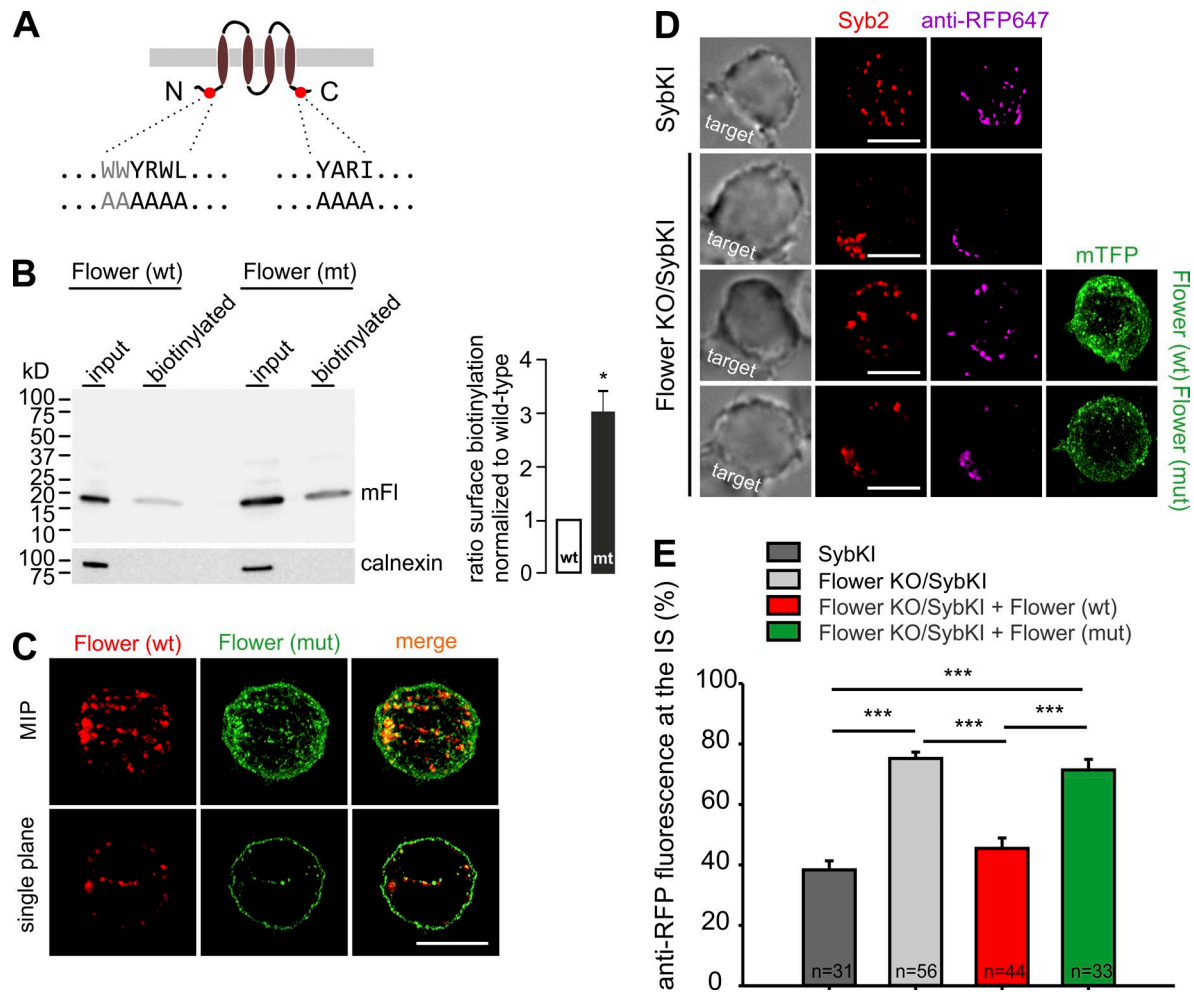 A
N
C
...WWYRWL...
...YARI...
...AAAAAA...
...AAAA...
B
Flower (wt)
Flower (mt)
input
biotinylated
input
biotinylated
kD
100
75
50
37
25
20
15
10
mFl
100
75
calnexin
ratio surface biotinylation
normalized to wild-type
4
3
2
1
0
*
wt
mt
C
Flower (wt)
Flower (mut)
merge
MIP
single plane
D
Syb2
anti-RFP647
SybKI
target
Flower KO/SybKI
target
mTFP
target
Flower (wt)
target
Flower (mut)
E
SybKI
Flower KO/SybKI
Flower KO/SybKI + Flower (wt)
Flower KO/SybKI + Flower (mut)
anti-RFP fluorescence at the IS (%)
100
80
60
40
20
0
***
***
***
***
n=31
n=56
n=44
n=33